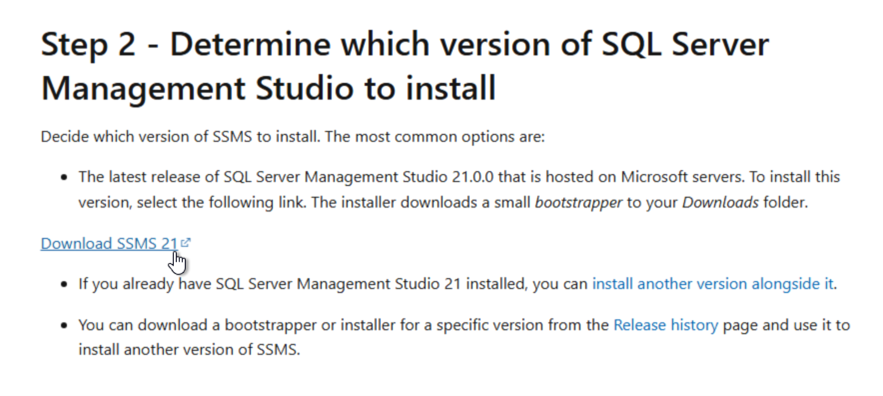 Step 2 - Determine which version of SQL Server
Management Studio to install
Decide which version of SSMS to install. The most common options are:
• The latest release of SQL Server Management Studio 21.0.0 that is hosted on Microsoft servers. To install this
version, select the following link. The installer downloads a small bootstrapper to your Downloads folder.
Download SSMS 21
• If you already have SQL Server Management Studio 21 installed, you can install another version alongside it.
• You can download a bootstrapper or installer for a specific version from the Release history page and use it to
install another version of SSMS.